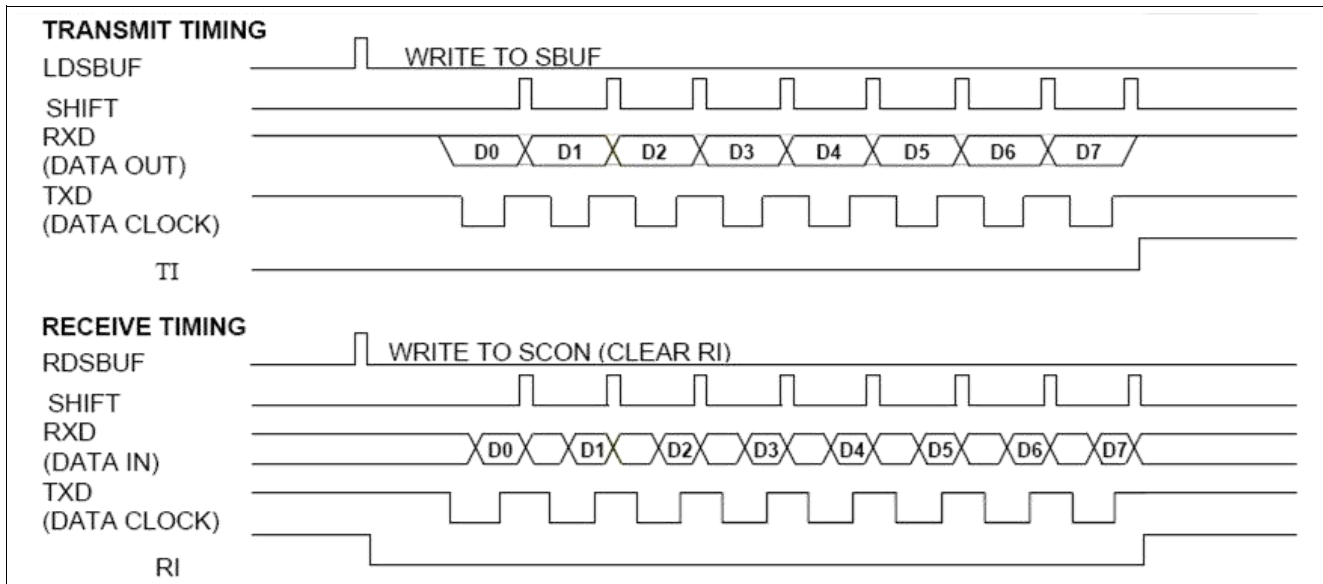 TRANSMIT TIMING
LDSBUF
WRITE TO SBUF
SHIFT
RXD
(DATA OUT)
D0 D1 D2 D3 D4 D5 D6 D7
TXD
(DATA CLOCK)
TI
RECEIVE TIMING
RDSBUF
WRITE TO SCON (CLEAR RI)
SHIFT
RXD
(DATA IN)
D0 D1 D2 D3 D4 D5 D6 D7
TXD
(DATA CLOCK)
RI